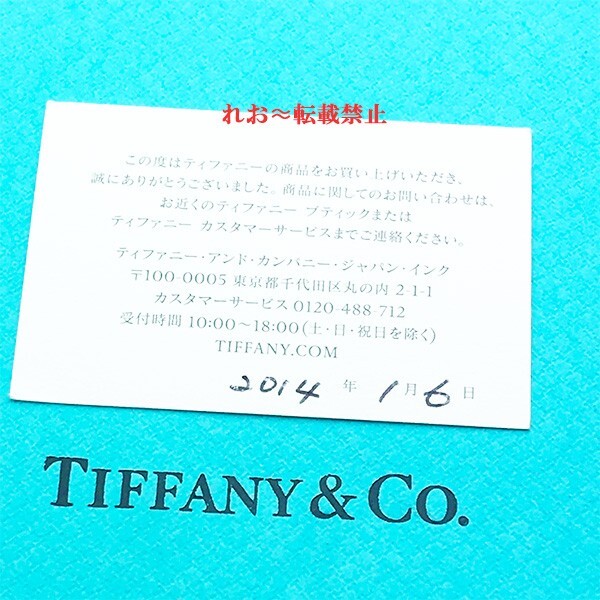 れお～転載禁止
この度はティファニーの商品をお買い上げいただき、
誠にありがとうございました。商品に関してのお問い合わせは、
お近くのティファニー ブティックまたは
ティファニー カスタマーサービスまでご連絡ください。
ティファニー・アンド・カンパニー・ジャパン・インク
〒100-0005 東京都千代田区丸の内 2-1-1
カスタマーサービス 0120-488-712
受付時間 10:00～18:00(土・日・祝日を除く)
TIFFANY.COM
2014 年 1 月 6 日
TIFFANY & CO.